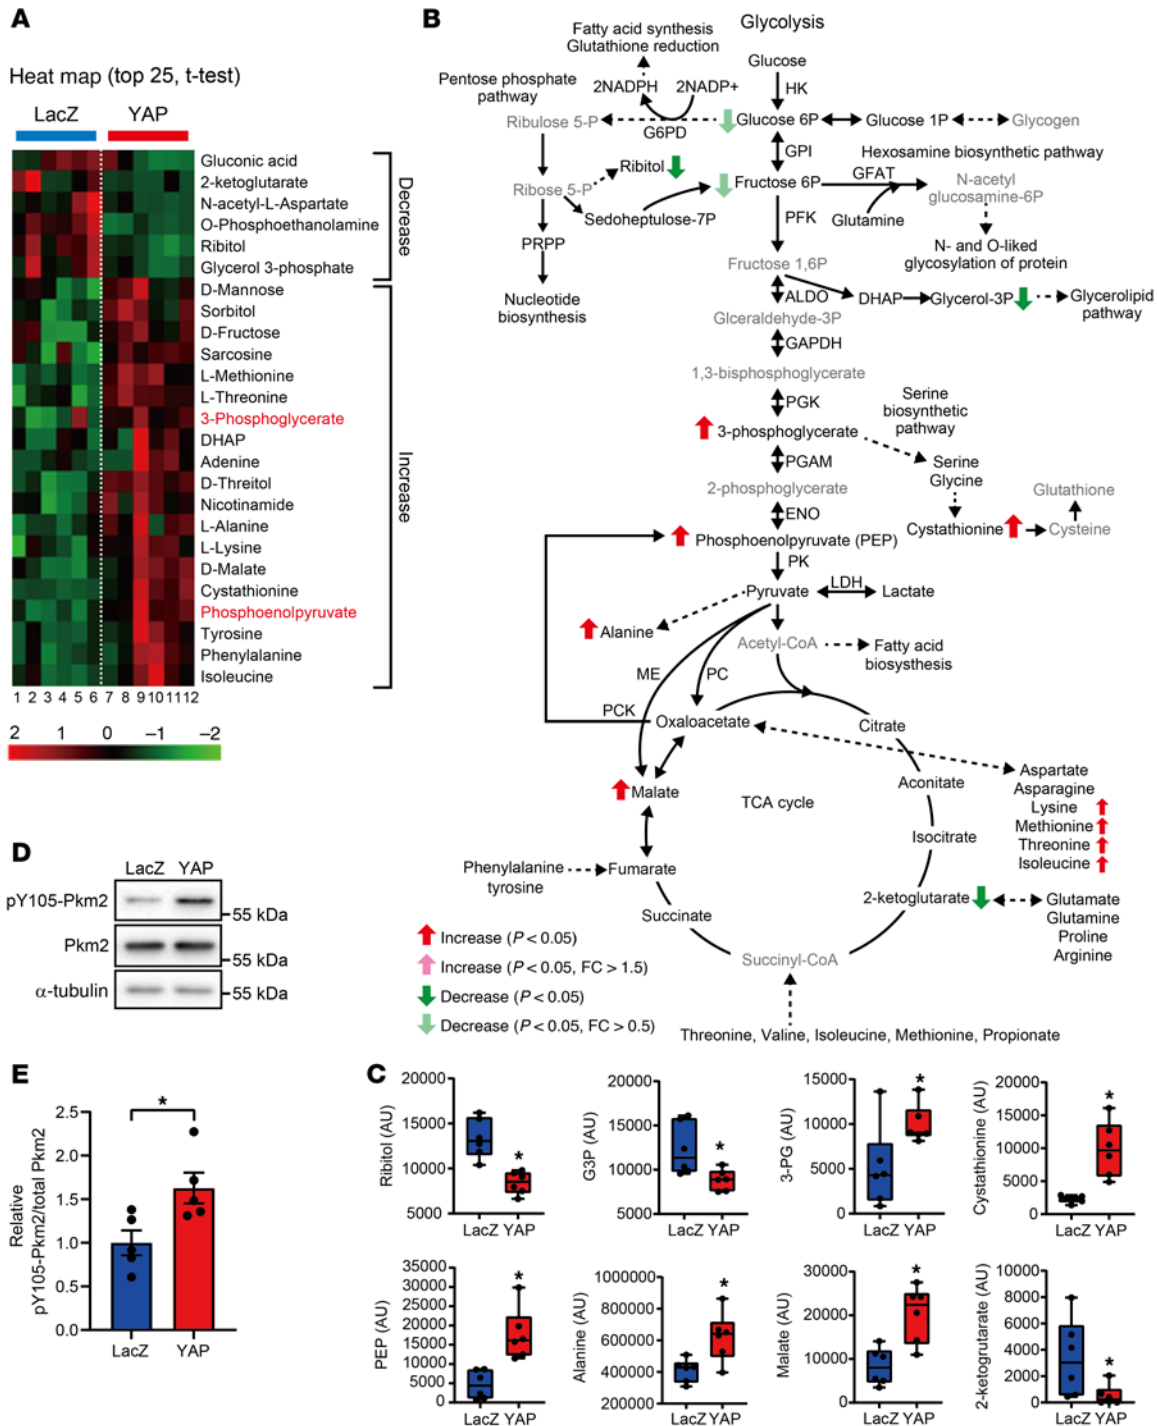 A
Heat map (top 25, t-test)
LacZ
YAP
Gluconic acid
2-ketoglutarate
N-acetyl-L-Aspartate
O-Phosphoethanolamine
Ribitol
Glycerol 3-phosphate
D-Mannose
Sorbitol
D-Fructose
Sarcosine
L-Methionine
L-Threonine
3-Phosphoglycerate
DHAP
Adenine
D-Threitol
Nicotinamide
L-Alanine
L-Lysine
D-Malate
Cystathionine
Phosphoenolpyruvate
Tyrosine
Phenylalanine
Isoleucine
Decrease
Increase
1 2 3 4 5 6 7 8 9 10 11 12
2 1 0 −1 −2
B
Glycolysis
Fatty acid synthesis
Glutathione reduction
Pentose phosphate
pathway
2NADPH
2NADP+
Glucose
HK
Ribulose 5-P
G6PD
Glucose 6P
Glucose 1P
Glycogen
GPI
Hexosamine biosynthetic pathway
Ribitol
Ribose 5-P
Fructose 6P
GFAT
N-acetyl
glucosamine-6P
Sedoheptulose-7P
PFK
Glutamine
PRPP
N- and O-liked
glycosylation of protein
Fructose 1,6P
Nucleotide
biosynthesis
ALDO
DHAP
Glycerol-3P
Glycerolipid
pathway
Glceraldehyde-3P
GAPDH
1,3-bisphosphoglycerate
PGK
Serine
biosynthetic
pathway
3-phosphoglycerate
PGAM
Serine
Glycine
2-phosphoglycerate
Glutathione
ENO
Cystathionine
Cysteine
Phosphoenolpyruvate (PEP)
PK
Pyruvate
LDH
Lactate
Alanine
Acetyl-CoA
Fatty acid
biosysthesis
ME
PC
PCK
Oxaloacetate
Citrate
Malate
TCA cycle
Aconitate
Aspartate
Asparagine
Lysine
Methionine
Threonine
Isoleucine
Isocitrate
Phenylalanine
tyrosine
Fumarate
2-ketoglutarate
Glutamate
Glutamine
Proline
Arginine
Succinate
Succinyl-CoA
Threonine, Valine, Isoleucine, Methionine, Propionate
Increase (P < 0.05)
Increase (P < 0.05, FC > 1.5)
Decrease (P < 0.05)
Decrease (P < 0.05, FC > 0.5)
D
LacZ YAP
pY105-Pkm2
55 kDa
Pkm2
55 kDa
α-tubulin
55 kDa
E
Relative
pY105-Pkm2/total Pkm2
2.5
2.0
1.5
1.0
0.5
0.0
*
LacZ YAP
C
Ribitol (AU)
20000
15000
10000
5000
*
LacZ YAP
G3P (AU)
20000
15000
10000
5000
*
LacZ YAP
3-PG (AU)
15000
10000
5000
0
*
LacZ YAP
Cystathionine (AU)
20000
15000
10000
5000
0
*
LacZ YAP
PEP (AU)
35000
30000
25000
20000
15000
10000
5000
0
*
LacZ YAP
Alanine (AU)
1000000
800000
600000
400000
200000
*
LacZ YAP
Malate (AU)
30000
20000
10000
0
*
LacZ YAP
2-ketogrutarate (AU)
10000
8000
6000
4000
2000
0
*
LacZ YAP